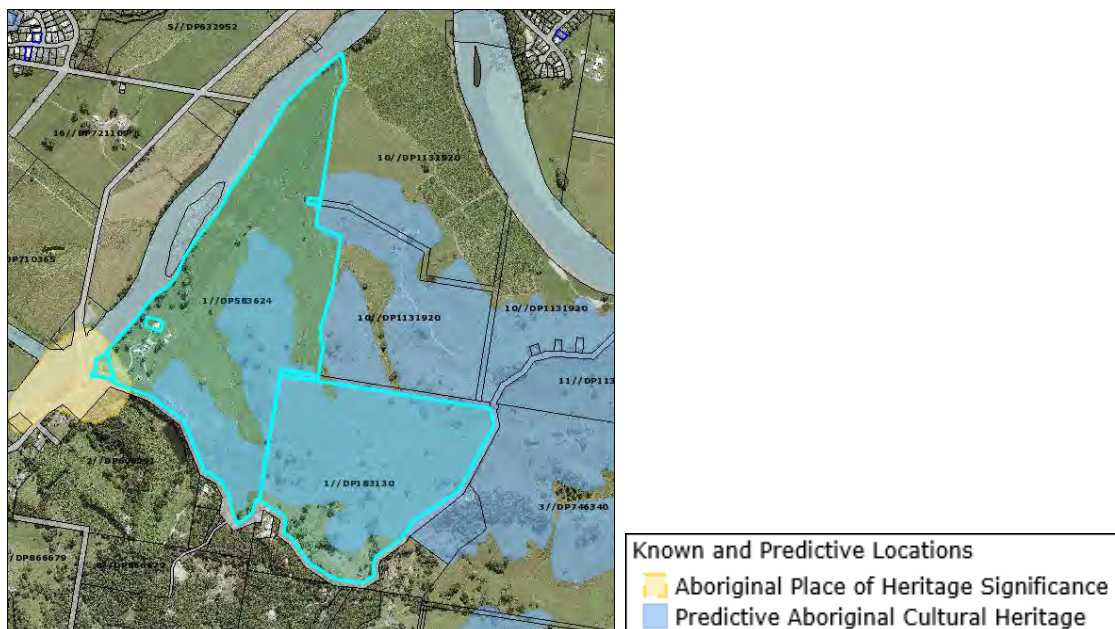 5//DP632952
16//DP721109
10//DP1131920
DP710365
1//DP583624
10//DP1131920
10//DP1131920
11//DP113
1//DP183130
3//DP746340
/DP866679
Known and Predictive Locations
Aboriginal Place of Heritage Significance
Predictive Aboriginal Cultural Heritage